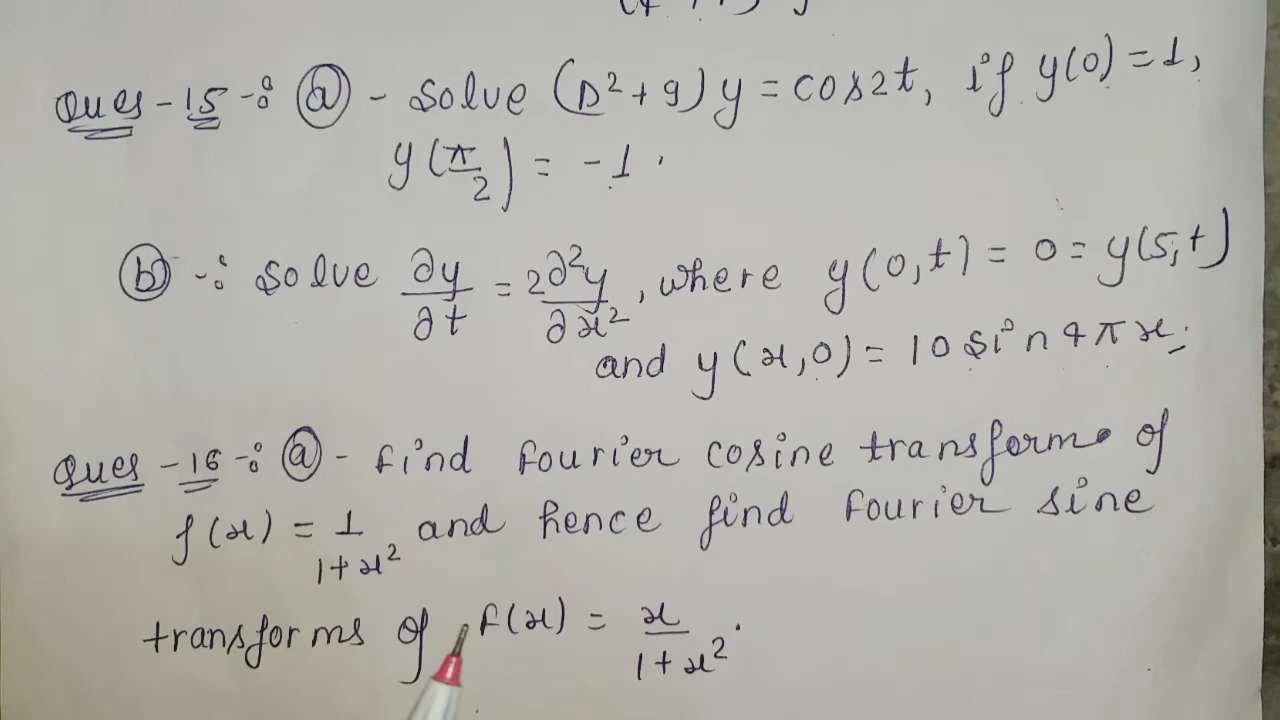 Ques-15-: (a) - Solve (D²+9)y = cos2t, if y(0)=1,
y(π/2) = -1.
(b) -: Solve ∂y/∂t = 2∂²y/∂x², where y(0,t) = 0 = y(5,t)
and y(x,0) = 10 sin 4πx.
Ques-16-: (a) - Find Fourier cosine transforms of
f(x) = 1/1+x² and hence find Fourier sine
transforms of F(x) = x/1+x².